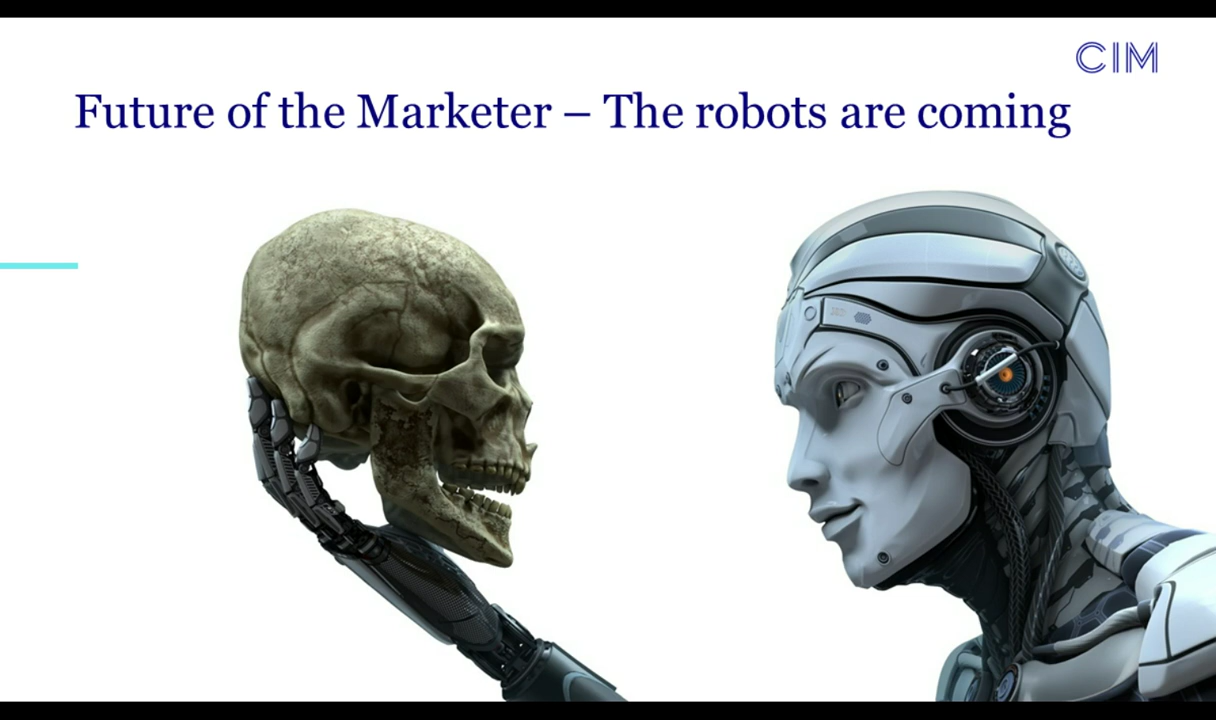 CIM
Future of the Marketer – The robots are coming